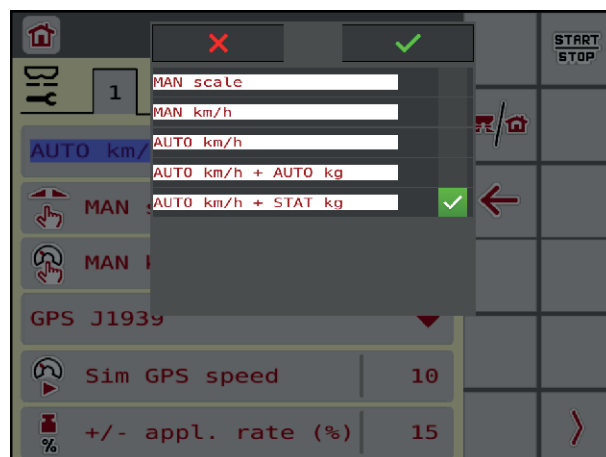 START
STOP
MAN scale
MAN km/h
AUTO km/h
AUTO km/h + AUTO kg
AUTO km/h + STAT kg
1
AUTO km/
MAN
MAN
GPS J1939
Sim GPS speed 10
+/- appl. rate (%) 15
%